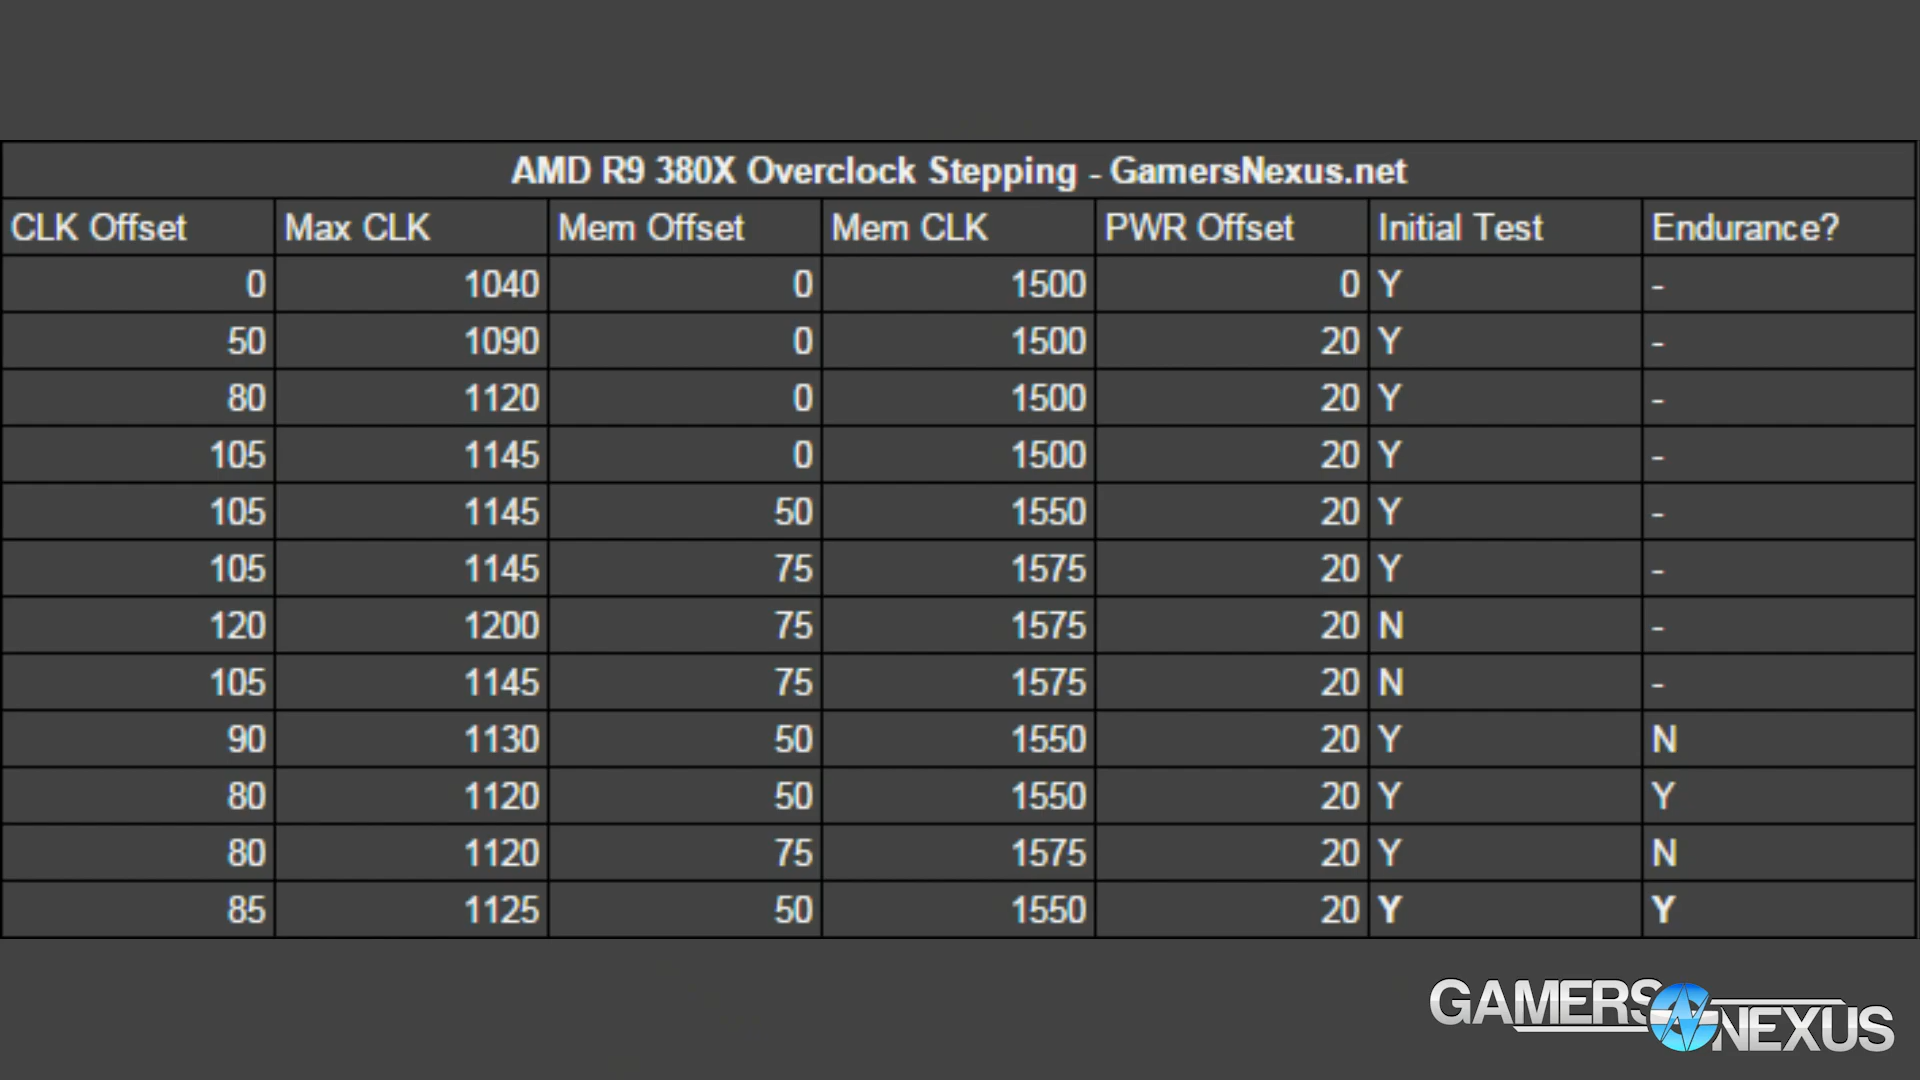 AMD R9 380X Overclock Stepping - GamersNexus.net
CLK Offset Max CLK Mem Offset Mem CLK PWR Offset Initial Test Endurance?
0 1040 0 1500 0 Y -
50 1090 0 1500 20 Y -
80 1120 0 1500 20 Y -
105 1145 0 1500 20 Y -
105 1145 50 1550 20 Y -
105 1145 75 1575 20 Y -
120 1200 75 1575 20 N -
105 1145 75 1575 20 N -
90 1130 50 1550 20 Y N
80 1120 50 1550 20 Y Y
80 1120 75 1575 20 Y N
85 1125 50 1550 20 Y Y
GAMERS
NEXUS